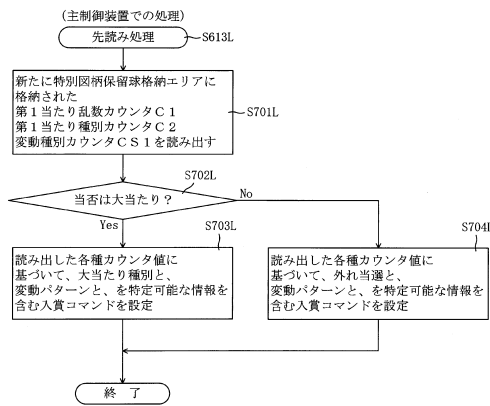 (主制御装置での処理)
先読み処理
S613L
新たに特別図柄保留球格納エリアに
格納された
第1当たり乱数カウンタC1
第1当たり種別カウンタC2
変動種別カウンタCS1を読み出す
S701L
当否は大当たり?
S702L
Yes
No
S703L
読み出した各種カウンタ値に
基づいて、大当たり種別と、
変動パターンと、を特定可能な情報を
含む入賞コマンドを設定
S704L
読み出した各種カウンタ値に
基づいて、外れ当選と、
変動パターンと、を特定可能な情報を
含む入賞コマンドを設定
終 了